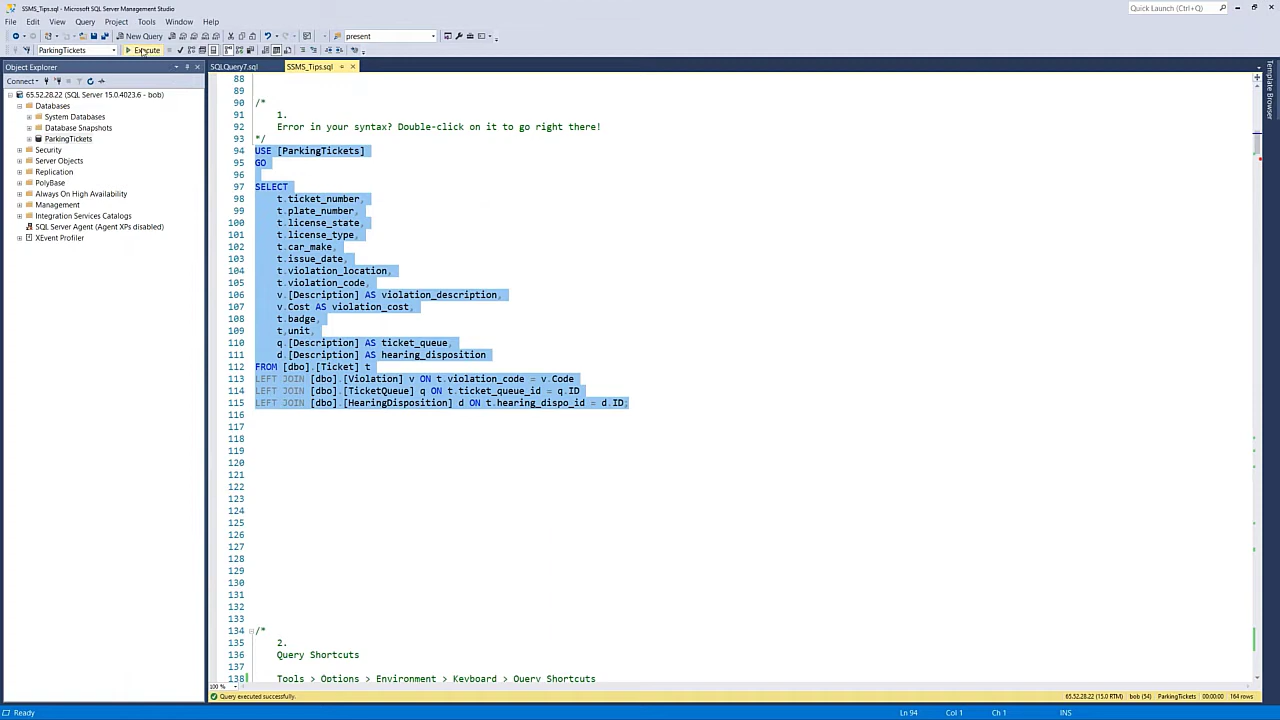 SSMS_Tips.sql - Microsoft SQL Server Management Studio
Quick Launch (Ctrl+Q)
File Edit View Query Project Tools Window Help
New Query
present
ParkingTickets
Execute
Object Explorer
SQLQuery7.sql
SSMS_Tips.sql
Template Browser
Connect
65.52.28.22 (SQL Server 15.0.4023.6 - bob)
Databases
System Databases
Database Snapshots
ParkingTickets
Security
Server Objects
Replication
PolyBase
Always On High Availability
Management
Integration Services Catalogs
SQL Server Agent (Agent XPs disabled)
XEvent Profiler
88
89
90 /*
91 1.
92 Error in your syntax? Double-click on it to go right there!
93 */
94 USE [ParkingTickets]
95 GO
96
97 SELECT
98 t.ticket_number,
99 t.plate_number,
100 t.license_state,
101 t.license_type,
102 t.car_make,
103 t.issue_date,
104 t.violation_location,
105 t.violation_code,
106 v.[Description] AS violation_description,
107 v.Cost AS violation_cost,
108 t.badge,
109 t,unit,
110 q.[Description] AS ticket_queue,
111 d.[Description] AS hearing_disposition
112 FROM [dbo].[Ticket] t
113 LEFT JOIN [dbo].[Violation] v ON t.violation_code = v.Code
114 LEFT JOIN [dbo].[TicketQueue] q ON t.ticket_queue_id = q.ID
115 LEFT JOIN [dbo].[HearingDisposition] d ON t.hearing_dispo_id = d.ID;
116
117
118
119
120
121
122
123
124
125
126
127
128
129
130
131
132
133
134 /*
135 2.
136 Query Shortcuts
137
138 Tools > Options > Environment > Keyboard > Query Shortcuts
100 %
Query executed successfully.
65.52.28.22 (15.0 RTM) bob (54) ParkingTickets 00:00:00 164 rows
Ready
Ln 94 Col 1 Ch 1 INS